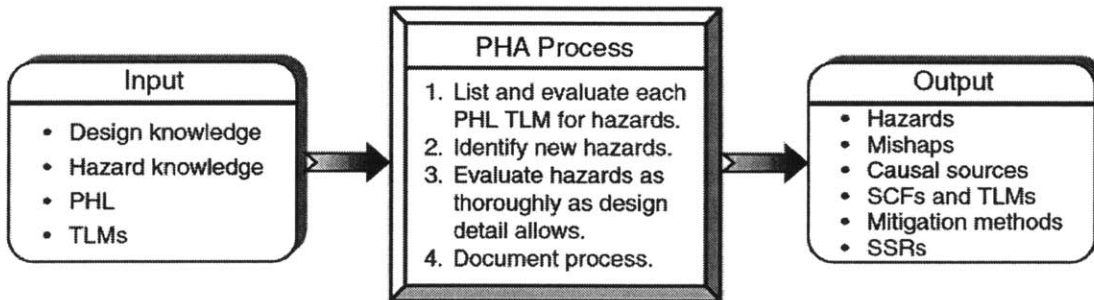 Input
• Design knowledge
• Hazard knowledge
• PHL
• TLMs
PHA Process
1. List and evaluate each
PHL TLM for hazards.
2. Identify new hazards.
3. Evaluate hazards as
thoroughly as design
detail allows.
4. Document process.
Output
• Hazards
• Mishaps
• Causal sources
• SCFs and TLMs
• Mitigation methods
• SSRs